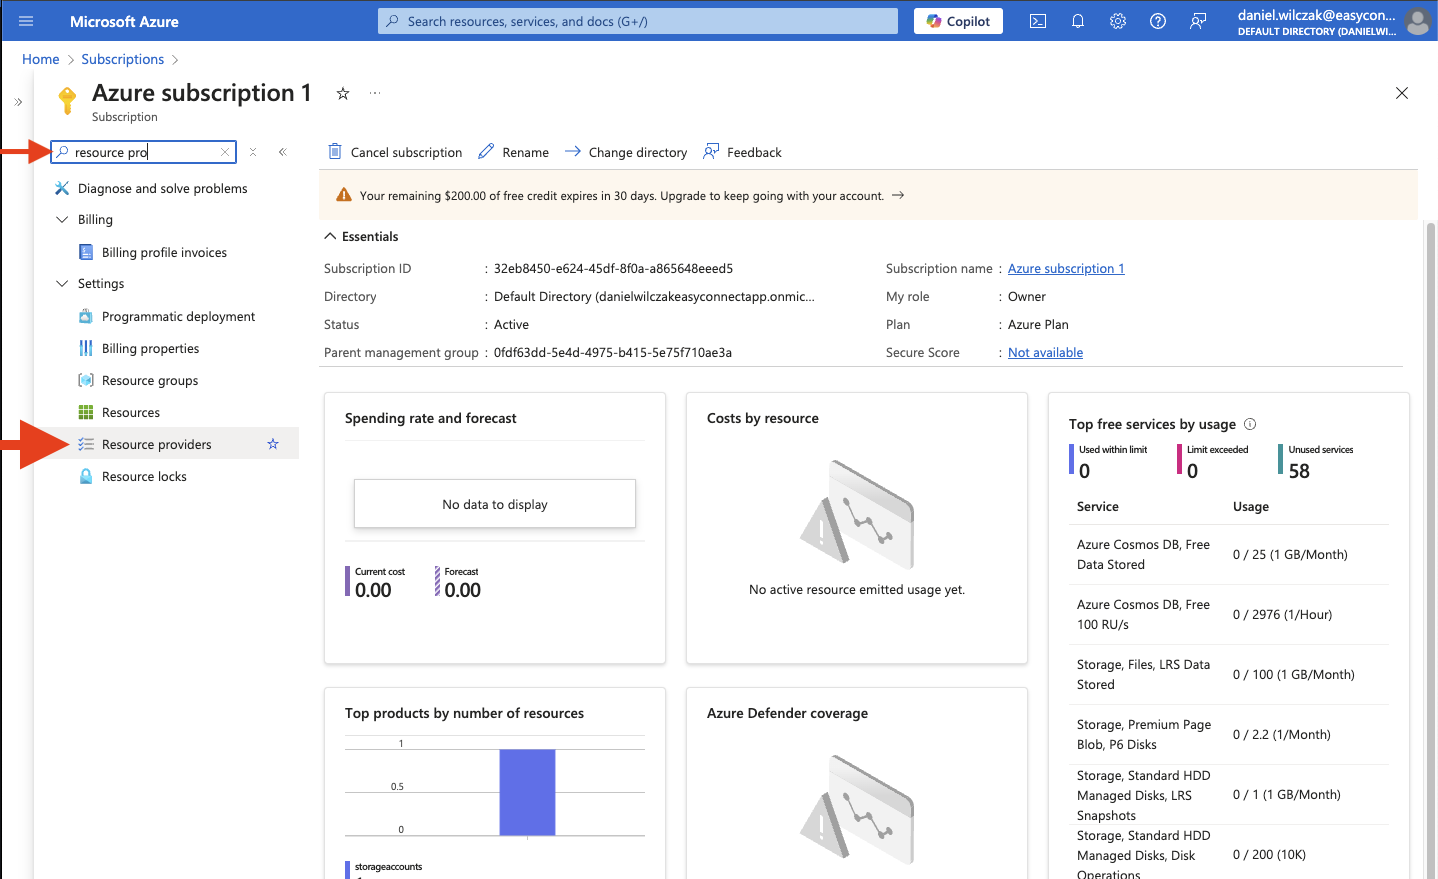 Microsoft Azure
Search resources, services, and docs (G+/)
Copilot
daniel.wilczak@easycon...
DEFAULT DIRECTORY (DANIELWI...
Home > Subscriptions >
Azure subscription 1
Subscription
resource pro
Diagnose and solve problems
Billing
Billing profile invoices
Settings
Programmatic deployment
Billing properties
Resource groups
Resources
Resource providers
Resource locks
Cancel subscription
Rename
Change directory
Feedback
Your remaining $200.00 of free credit expires in 30 days. Upgrade to keep going with your account.
Essentials
Subscription ID : 32eb8450-e624-45df-8f0a-a865648eeed5
Directory : Default Directory (danielwilczakeasyconnectapp.onmic...
Status : Active
Parent management group : 0fdf63dd-5e4d-4975-b415-5e75f710ae3a
Subscription name : Azure subscription 1
My role : Owner
Plan : Azure Plan
Secure Score : Not available
Spending rate and forecast
No data to display
Current cost
0.00
Forecast
0.00
Costs by resource
No active resource emitted usage yet.
Top free services by usage
Used within limit
0
Limit exceeded
0
Unused services
58
Service Usage
Azure Cosmos DB, Free
Data Stored
0 / 25 (1 GB/Month)
Azure Cosmos DB, Free
100 RU/s
0 / 2976 (1/Hour)
Storage, Files, LRS Data
Stored
0 / 100 (1 GB/Month)
Storage, Premium Page
Blob, P6 Disks
0 / 2.2 (1/Month)
Storage, Standard HDD
Managed Disks, LRS
Snapshots
0 / 1 (1 GB/Month)
Storage, Standard HDD
Managed Disks, Disk
Operations
0 / 200 (10K)
Top products by number of resources
1
0.5
0
storageaccounts
Azure Defender coverage